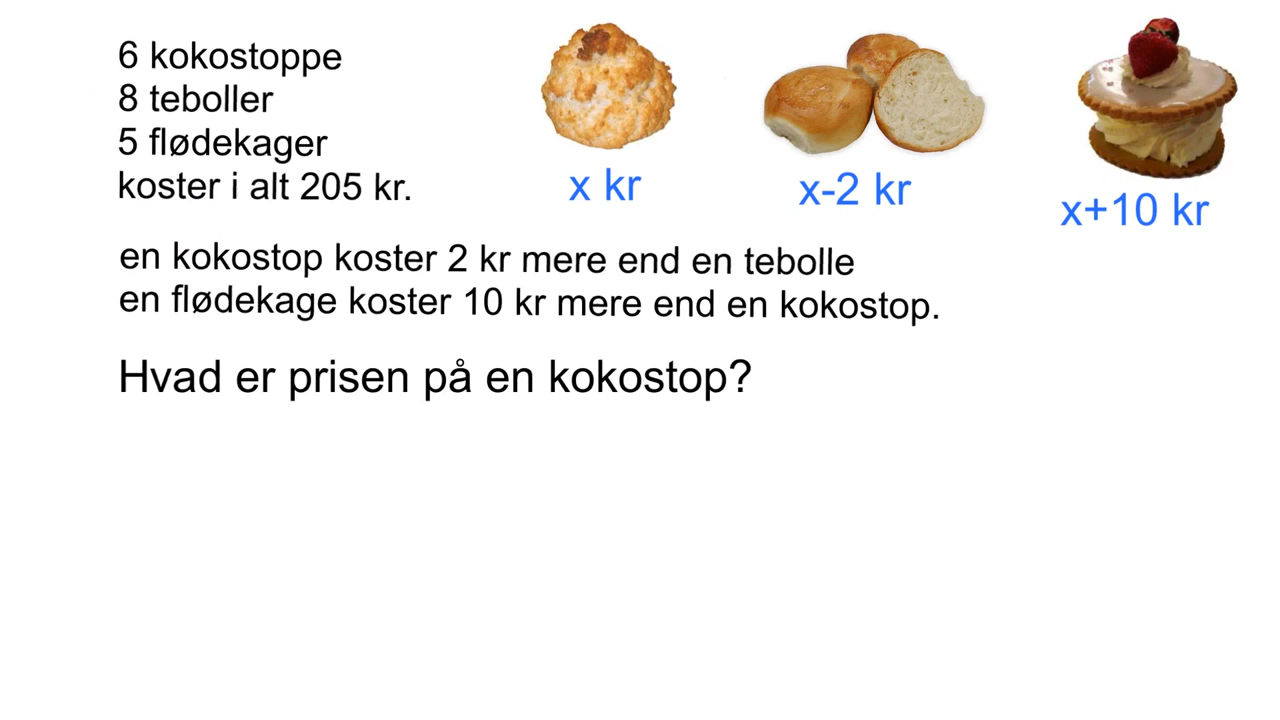 6 kokostoppe
8 teboller
5 flødekager
koster i alt 205 kr.
x kr
x-2 kr
x+10 kr
en kokostop koster 2 kr mere end en tebolle
en flødekage koster 10 kr mere end en kokostop.
Hvad er prisen på en kokostop?